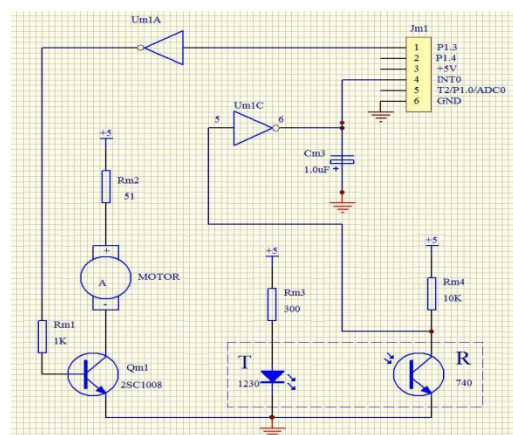 Um1A
Jm1
1 P1.3
2 P1.4
3 +5V
4 INT0
5 T2/P1.0/ADC0
6 GND
Um1C
5 6
Cm3
1.0uF +
+5
Rm2
51
+
A MOTOR
-
+5
+5
Rm3
300
Rm4
10K
Rm1
1K
T
1230
R
740
Qm1
2SC1008